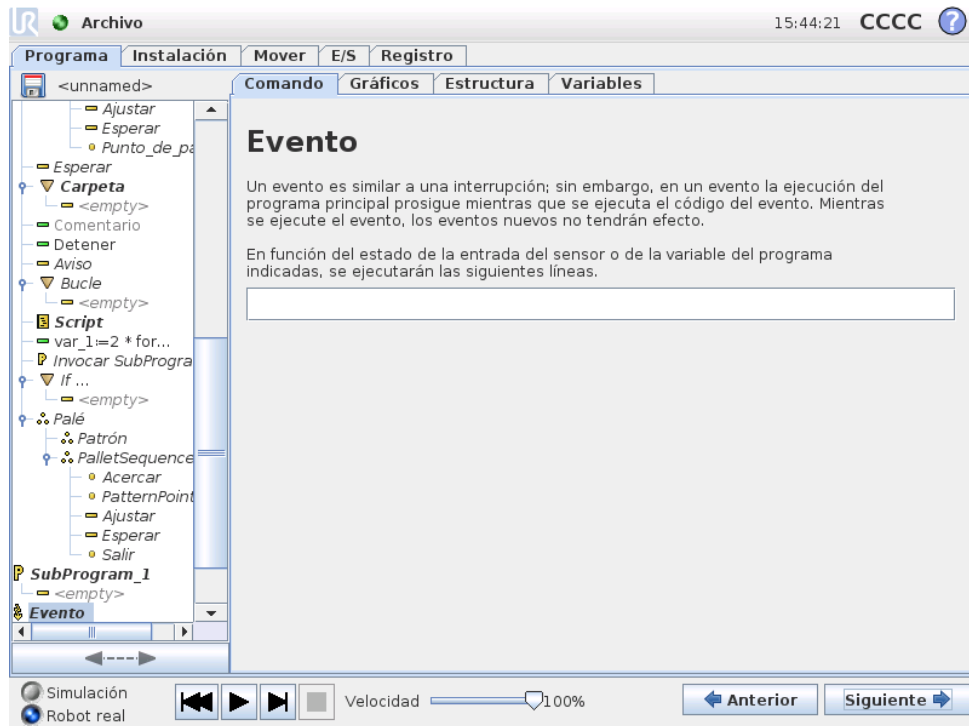 UR Archivo 15:44:21 CCCC ?
Programa Instalación Mover E/S Registro
<unnamed> Comando Gráficos Estructura Variables
Ajustar
Esperar
Punto_de_pa
Esperar
Carpeta
<empty>
Comentario
Detener
Aviso
Bucle
<empty>
Script
var_1:=2 * for...
Invocar SubProgra
If ...
<empty>
Palé
Patrón
PalletSequence
Acercar
PatternPoint
Ajustar
Esperar
Salir
P SubProgram_1
<empty>
Evento
Evento
Un evento es similar a una interrupción; sin embargo, en un evento la ejecución del
programa principal prosigue mientras que se ejecuta el código del evento. Mientras
se ejecute el evento, los eventos nuevos no tendrán efecto.
En función del estado de la entrada del sensor o de la variable del programa
indicadas, se ejecutarán las siguientes líneas.
Simulación
Robot real
Velocidad 100%
Anterior Siguiente